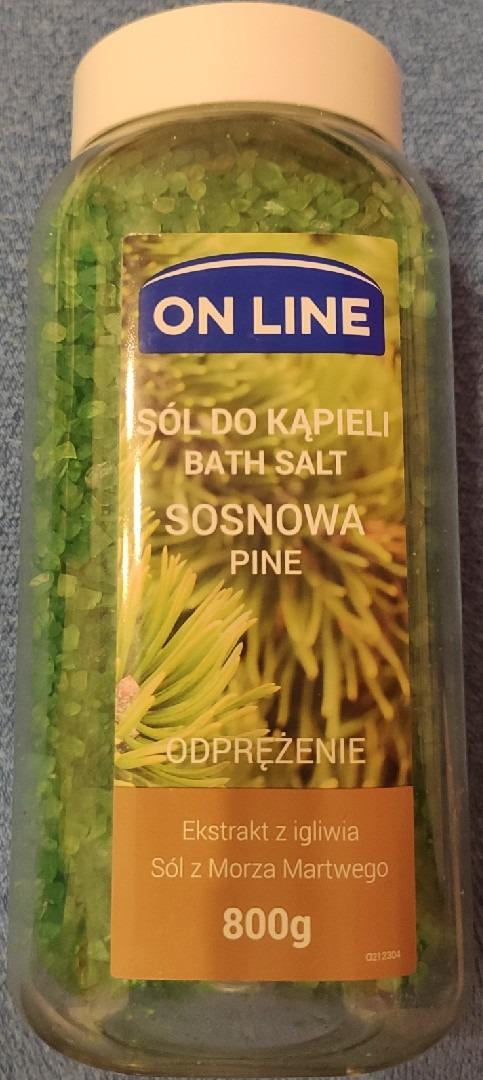 ON LINE
SÓL DO KĄPIELI
BATH SALT
SOSNOWA
PINE
ODPRĘŻENIE
Ekstrakt z igliwia
Sól z Morza Martwego
800g
O212304